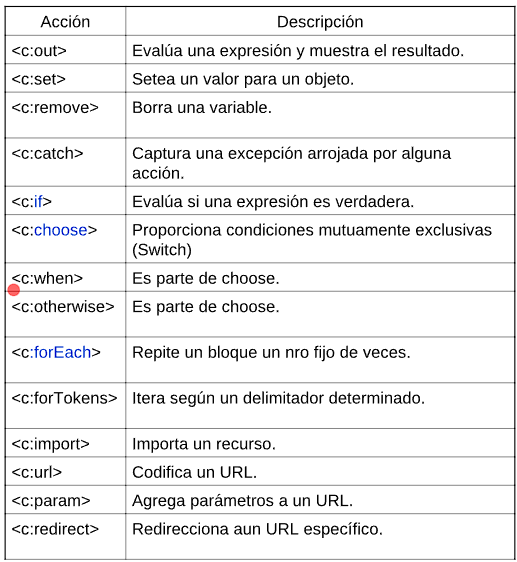 Acción Descripción
<c:out> Evalúa una expresión y muestra el resultado.
<c:set> Setea un valor para un objeto.
<c:remove> Borra una variable.
<c:catch> Captura una excepción arrojada por alguna
acción.
<c:if> Evalúa si una expresión es verdadera.
<c:choose> Proporciona condiciones mutuamente exclusivas
(Switch)
<c:when> Es parte de choose.
<c:otherwise> Es parte de choose.
<c:forEach> Repite un bloque un nro fijo de veces.
<c:forTokens> Itera según un delimitador determinado.
<c:import> Importa un recurso.
<c:url> Codifica un URL.
<c:param> Agrega parámetros a un URL.
<c:redirect> Redirecciona aun URL específico.